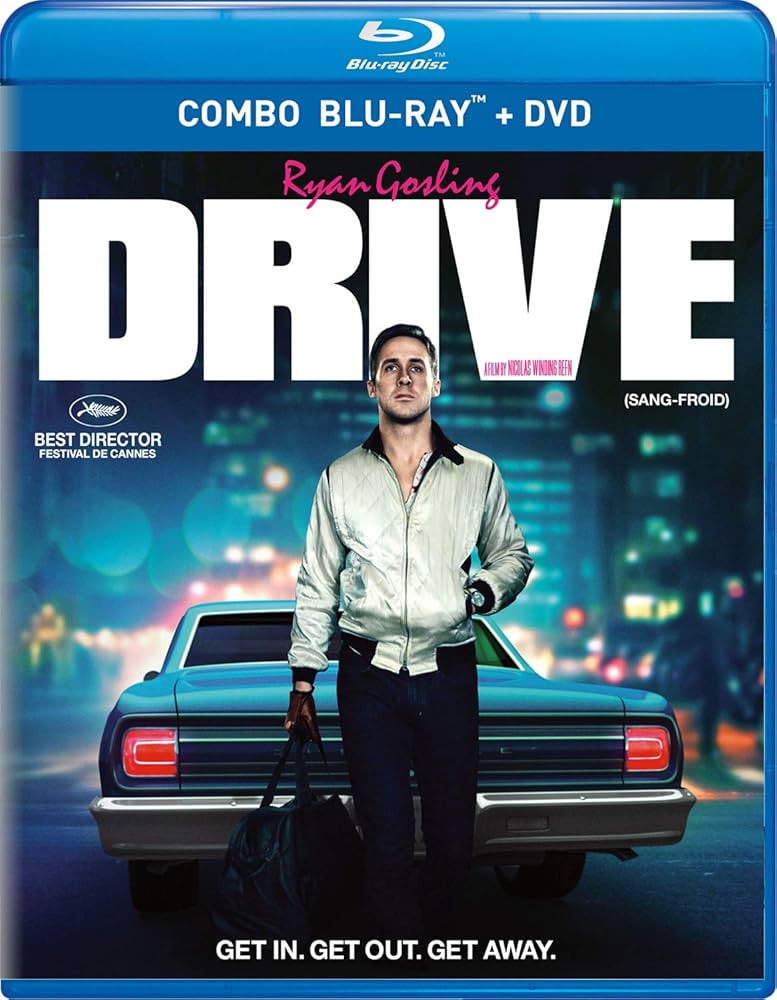 Blu-ray Disc™
COMBO BLU-RAY™ + DVD
Ryan Gosling
DRIVE
A FILM BY NICOLAS WINDING REFN
(SANG-FROID)
BEST DIRECTOR
FESTIVAL DE CANNES
GET IN. GET OUT. GET AWAY.